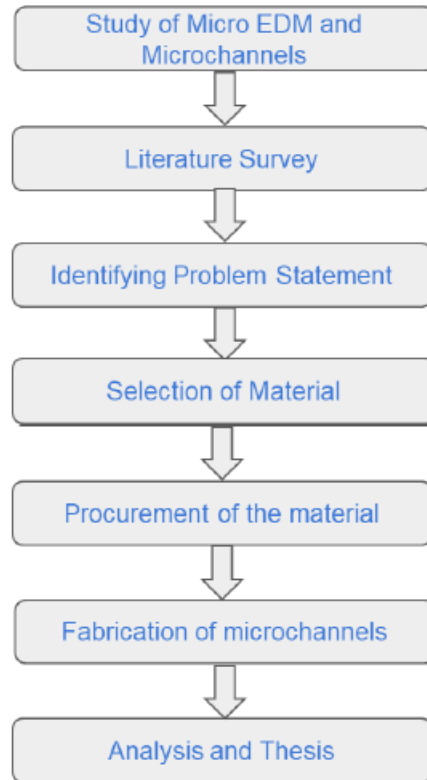 Study of Micro EDM and
Microchannels
Literature Survey
Identifying Problem Statement
Selection of Material
Procurement of the material
Fabrication of microchannels
Analysis and Thesis